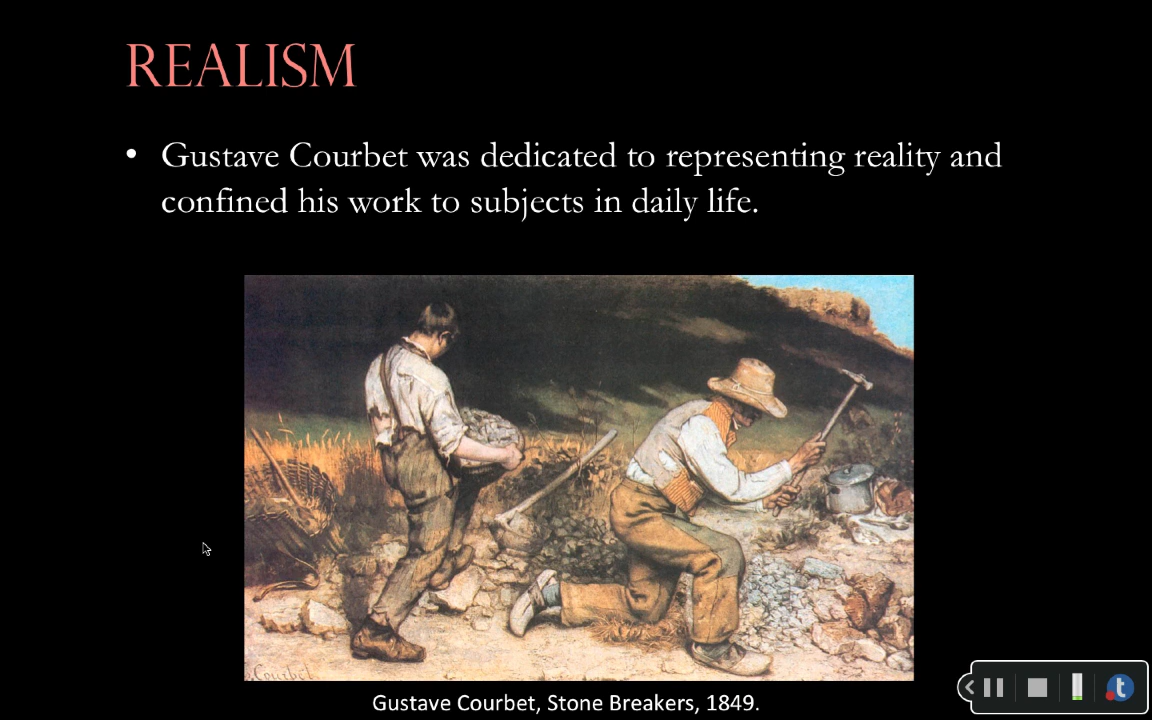 REALISM
• Gustave Courbet was dedicated to representing reality and
confined his work to subjects in daily life.
Courbet
Gustave Courbet, Stone Breakers, 1849.
t